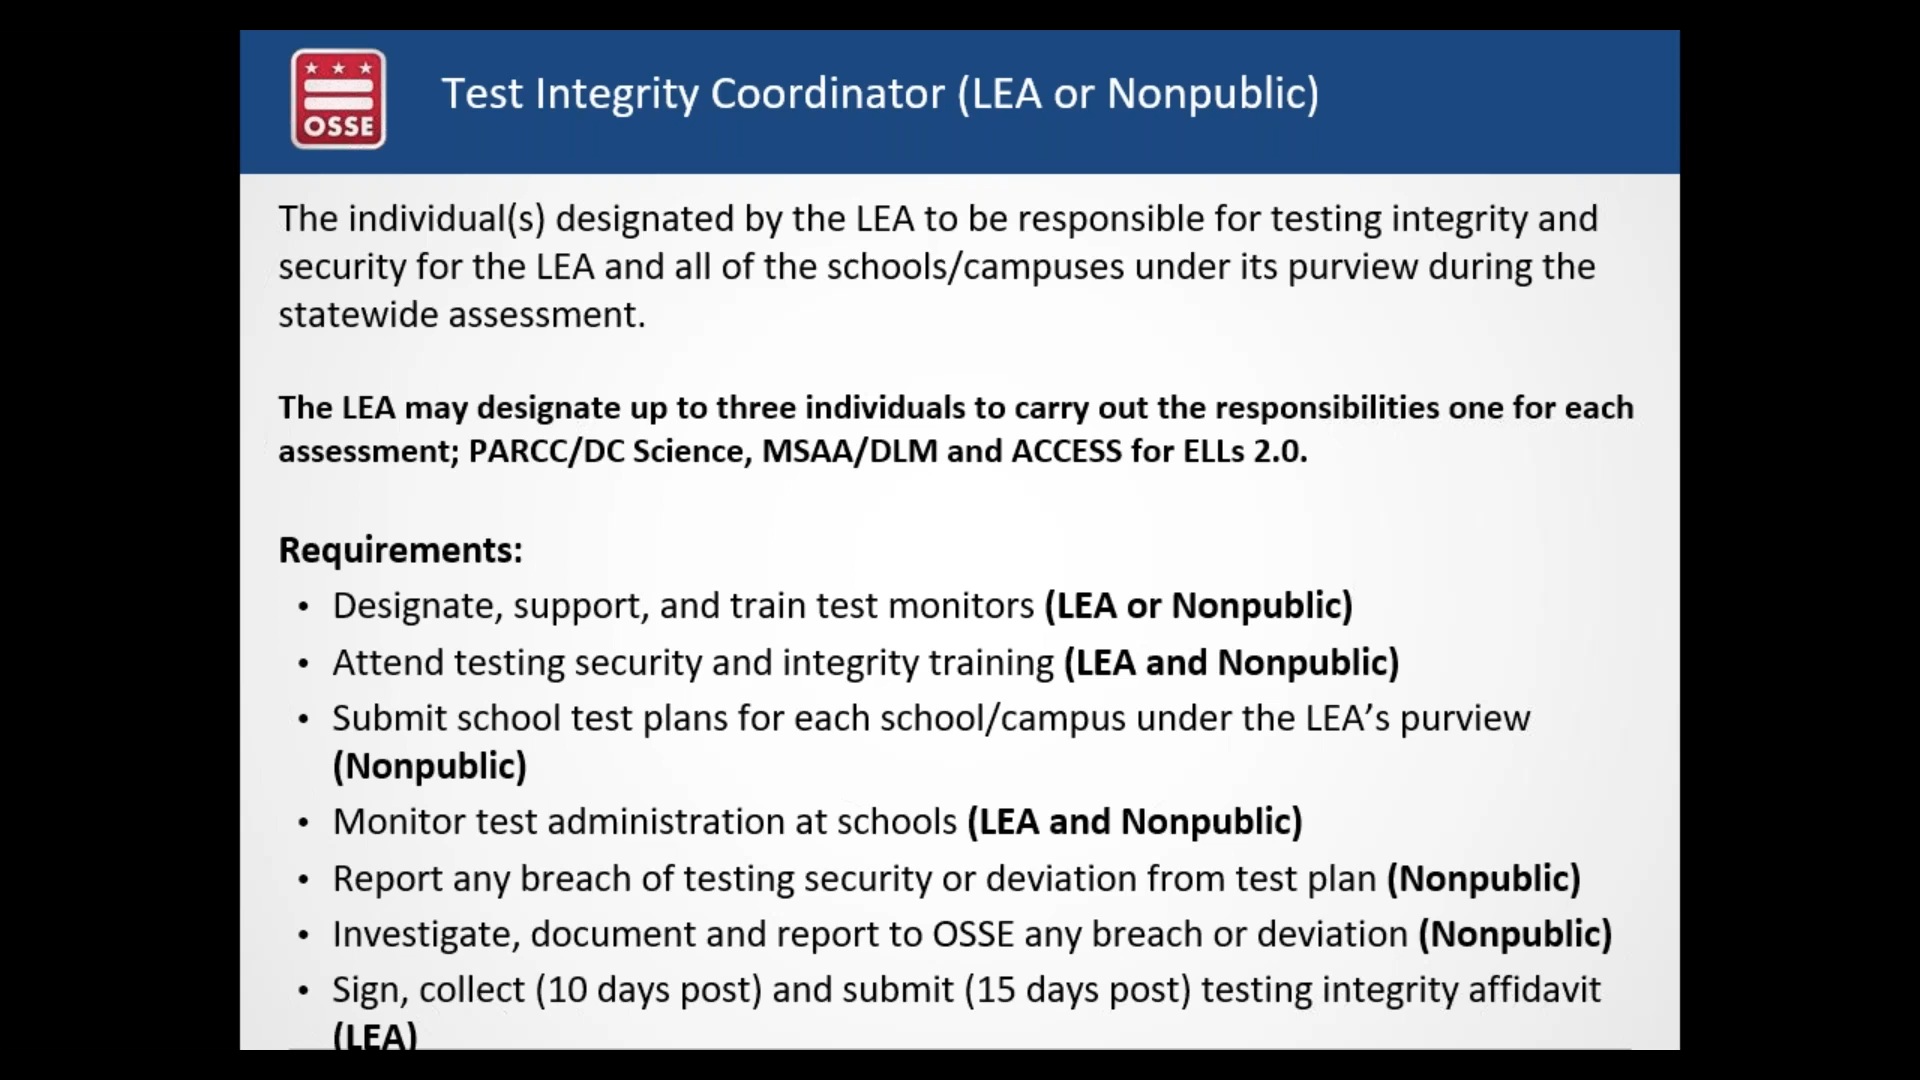 OSSE
Test Integrity Coordinator (LEA or Nonpublic)
The individual(s) designated by the LEA to be responsible for testing integrity and
security for the LEA and all of the schools/campuses under its purview during the
statewide assessment.
The LEA may designate up to three individuals to carry out the responsibilities one for each
assessment; PARCC/DC Science, MSAA/DLM and ACCESS for ELLs 2.0.
Requirements:
• Designate, support, and train test monitors (LEA or Nonpublic)
• Attend testing security and integrity training (LEA and Nonpublic)
• Submit school test plans for each school/campus under the LEA’s purview
(Nonpublic)
• Monitor test administration at schools (LEA and Nonpublic)
• Report any breach of testing security or deviation from test plan (Nonpublic)
• Investigate, document and report to OSSE any breach or deviation (Nonpublic)
• Sign, collect (10 days post) and submit (15 days post) testing integrity affidavit
(LEA)